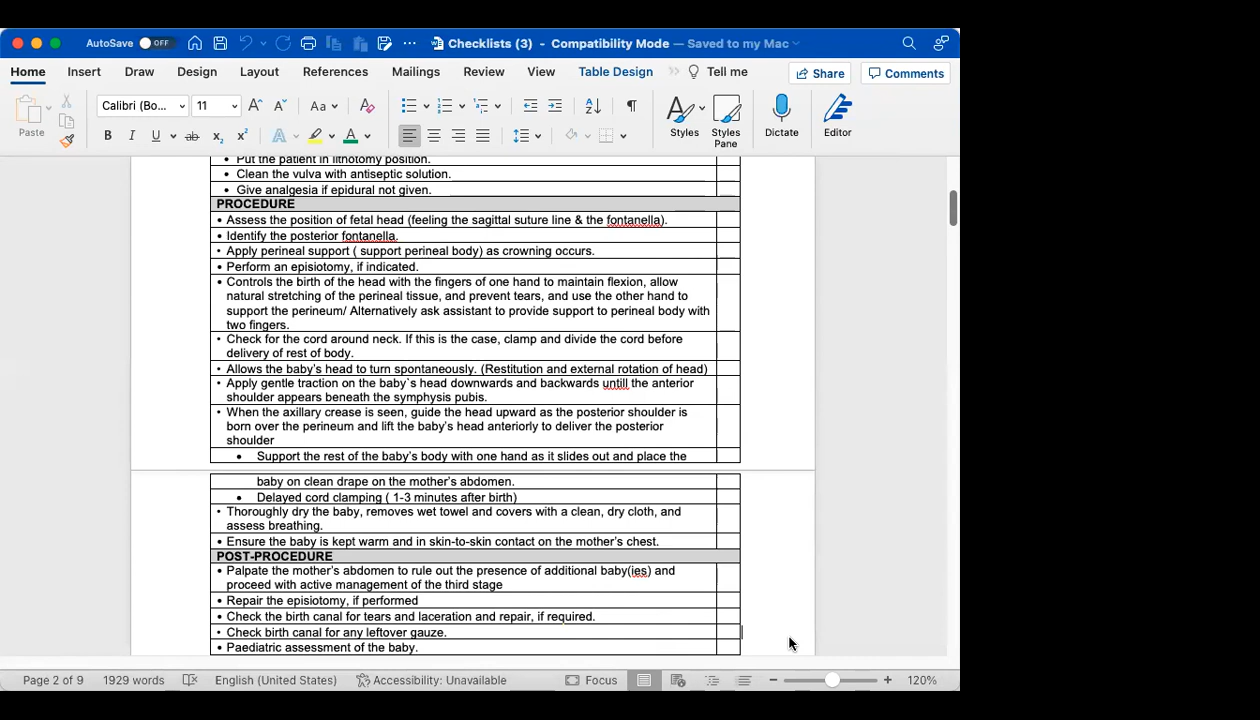 AutoSave OFF Checklists (3) - Compatibility Mode — Saved to my Mac
Home Insert Draw Design Layout References Mailings Review View Table Design Tell me Share Comments
Calibri (Bo... 11 Aa
Paste Styles Styles Pane Dictate Editor
• Put the patient in lithotomy position.
• Clean the vulva with antiseptic solution.
• Give analgesia if epidural not given.
PROCEDURE
• Assess the position of fetal head (feeling the sagittal suture line & the fontanella).
• Identify the posterior fontanella.
• Apply perineal support ( support perineal body) as crowning occurs.
• Perform an episiotomy, if indicated.
• Controls the birth of the head with the fingers of one hand to maintain flexion, allow
natural stretching of the perineal tissue, and prevent tears, and use the other hand to
support the perineum/ Alternatively ask assistant to provide support to perineal body with
two fingers.
• Check for the cord around neck. If this is the case, clamp and divide the cord before
delivery of rest of body.
• Allows the baby's head to turn spontaneously. (Restitution and external rotation of head)
• Apply gentle traction on the baby`s head downwards and backwards untill the anterior
shoulder appears beneath the symphysis pubis.
• When the axillary crease is seen, guide the head upward as the posterior shoulder is
born over the perineum and lift the baby's head anteriorly to deliver the posterior
shoulder
• Support the rest of the baby's body with one hand as it slides out and place the
baby on clean drape on the mother's abdomen.
• Delayed cord clamping ( 1-3 minutes after birth)
• Thoroughly dry the baby, removes wet towel and covers with a clean, dry cloth, and
assess breathing.
• Ensure the baby is kept warm and in skin-to-skin contact on the mother's chest.
POST-PROCEDURE
• Palpate the mother's abdomen to rule out the presence of additional baby(ies) and
proceed with active management of the third stage
• Repair the episiotomy, if performed
• Check the birth canal for tears and laceration and repair, if required.
• Check birth canal for any leftover gauze.
• Paediatric assessment of the baby.
Page 2 of 9 1929 words English (United States) Accessibility: Unavailable Focus 120%